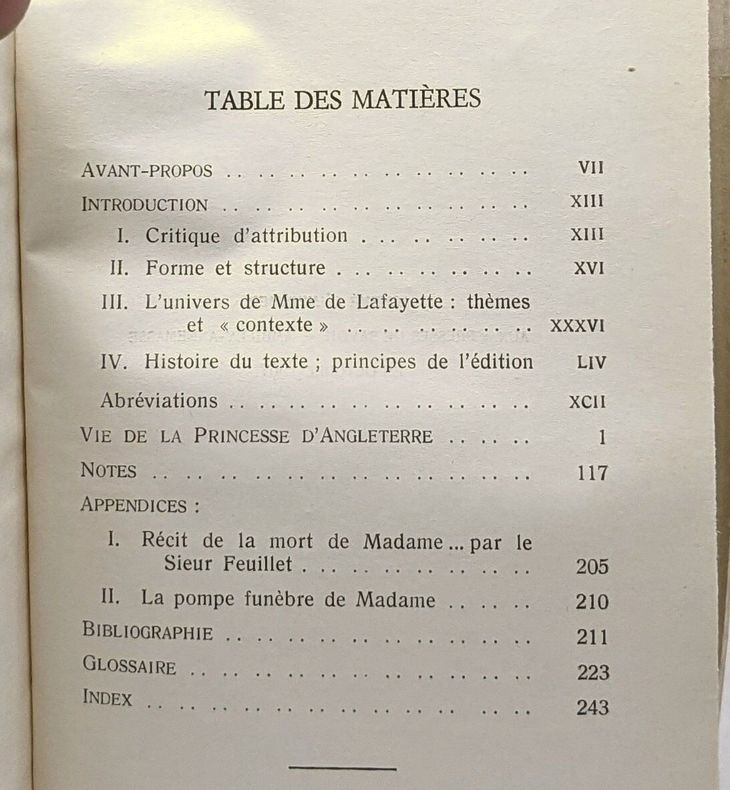 TABLE DES MATIÈRES
AVANT-PROPOS . . . . . . . . . . . . . . . . . VII
INTRODUCTION . . . . . . . . . . . . . . . . . XIII
I. Critique d'attribution . . . . . . . . . . XIII
II. Forme et structure . . . . . . . . . . . XVI
III. L'univers de Mme de Lafayette : thèmes
et « contexte » . . . . . . . . . . . XXXVI
IV. Histoire du texte ; principes de l'édition LIV
Abréviations . . . . . . . . . . . . . . . . . XCII
VIE DE LA PRINCESSE D'ANGLETERRE . . . . . 1
NOTES . . . . . . . . . . . . . . . . . . . . 117
APPENDICES :
I. Récit de la mort de Madame ... par le
Sieur Feuillet . . . . . . . . . . . . . 205
II. La pompe funèbre de Madame . . . . . 210
BIBLIOGRAPHIE . . . . . . . . . . . . . . . . 211
GLOSSAIRE . . . . . . . . . . . . . . . . . . 223
INDEX . . . . . . . . . . . . . . . . . . . . 243